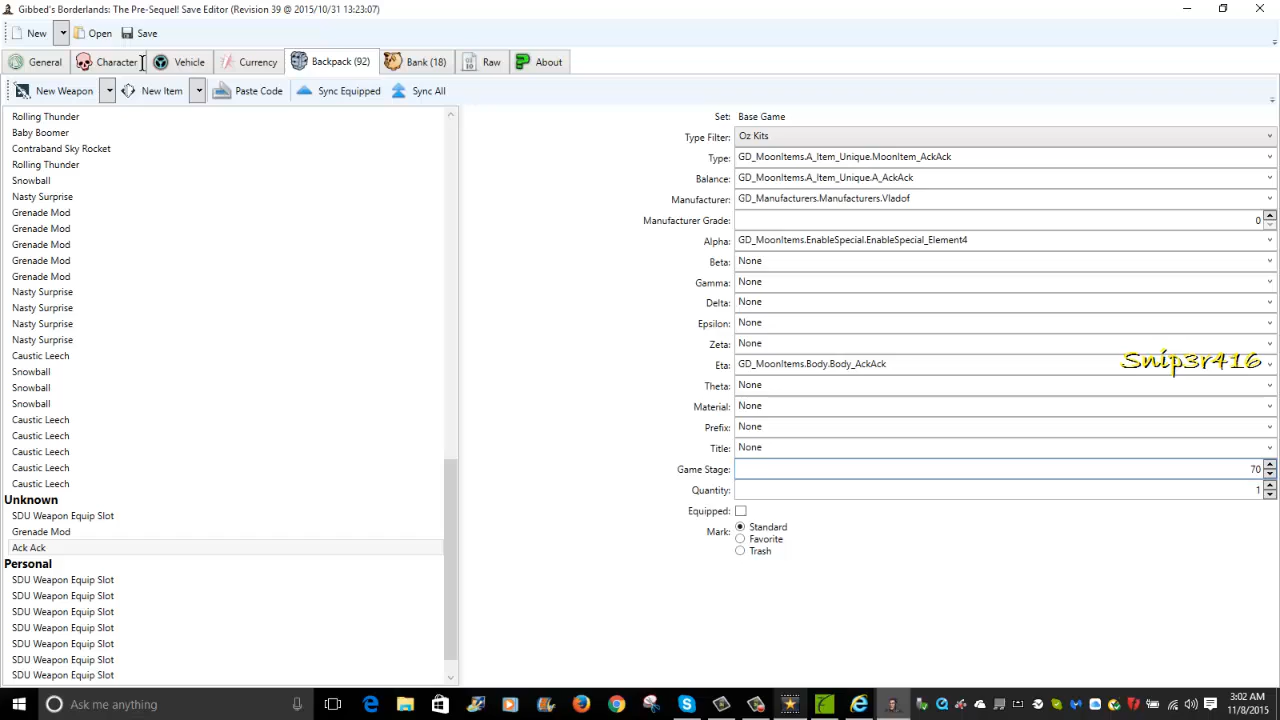 Gibbed's Borderlands: The Pre-Sequel! Save Editor (Revision 39 @ 2015/10/31 13:23:07)
New Open Save
General Character Vehicle Currency Backpack (92) Bank (18) Raw About
New Weapon New Item Paste Code Sync Equipped Sync All
Rolling Thunder
Baby Boomer
Contraband Sky Rocket
Rolling Thunder
Snowball
Nasty Surprise
Grenade Mod
Grenade Mod
Grenade Mod
Grenade Mod
Grenade Mod
Nasty Surprise
Nasty Surprise
Nasty Surprise
Nasty Surprise
Caustic Leech
Snowball
Snowball
Snowball
Caustic Leech
Caustic Leech
Caustic Leech
Caustic Leech
Caustic Leech
Unknown
SDU Weapon Equip Slot
Grenade Mod
Ack Ack
Personal
SDU Weapon Equip Slot
SDU Weapon Equip Slot
SDU Weapon Equip Slot
SDU Weapon Equip Slot
SDU Weapon Equip Slot
SDU Weapon Equip Slot
SDU Weapon Equip Slot
Set: Base Game
Type Filter: Oz Kits
Type: GD_MoonItems.A_Item_Unique.MoonItem_AckAck
Balance: GD_MoonItems.A_Item_Unique.A_AckAck
Manufacturer: GD_Manufacturers.Manufacturers.Vladof
Manufacturer Grade: 0
Alpha: GD_MoonItems.EnableSpecial.EnableSpecial_Element4
Beta: None
Gamma: None
Delta: None
Epsilon: None
Zeta: None
Eta: GD_MoonItems.Body.Body_AckAck
Theta: None
Material: None
Prefix: None
Title: None
Game Stage: 70
Quantity: 1
Equipped:
Mark: Standard
Favorite
Trash
Snip3r416
Ask me anything
3:02 AM
11/8/2015